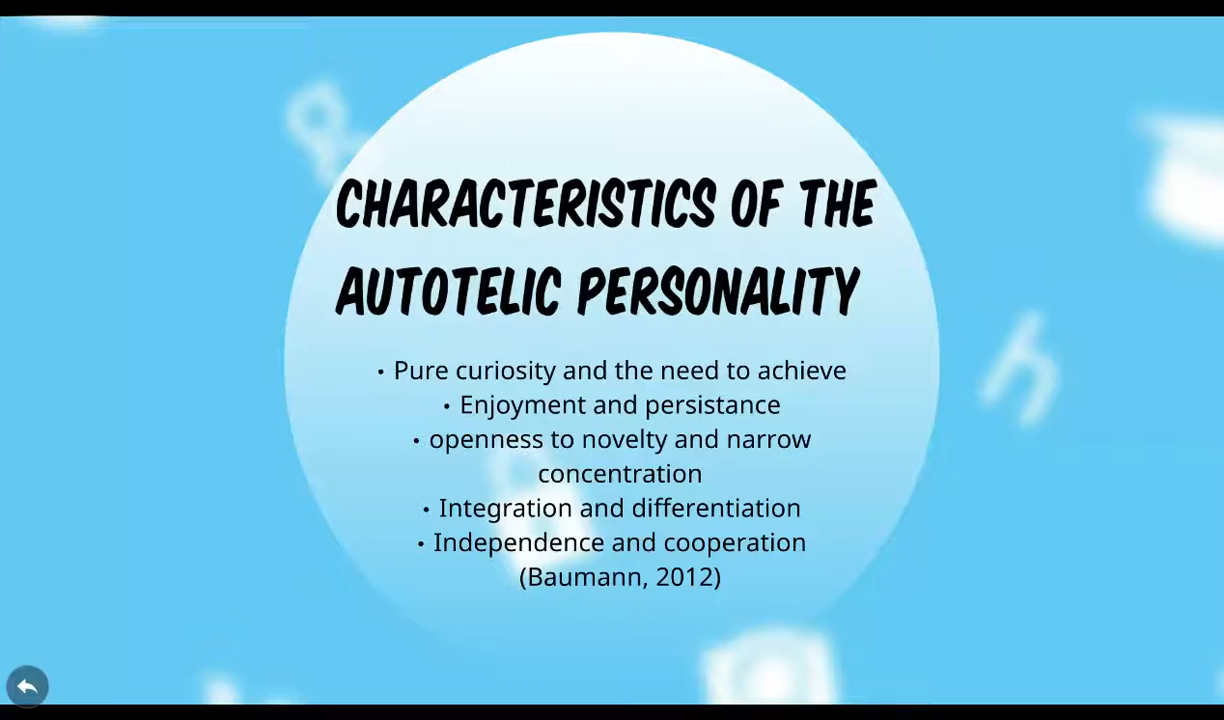 CHARACTERISTICS OF THE
AUTOTELIC PERSONALITY
• Pure curiosity and the need to achieve
• Enjoyment and persistance
• openness to novelty and narrow
concentration
• Integration and differentiation
• Independence and cooperation
(Baumann, 2012)
h